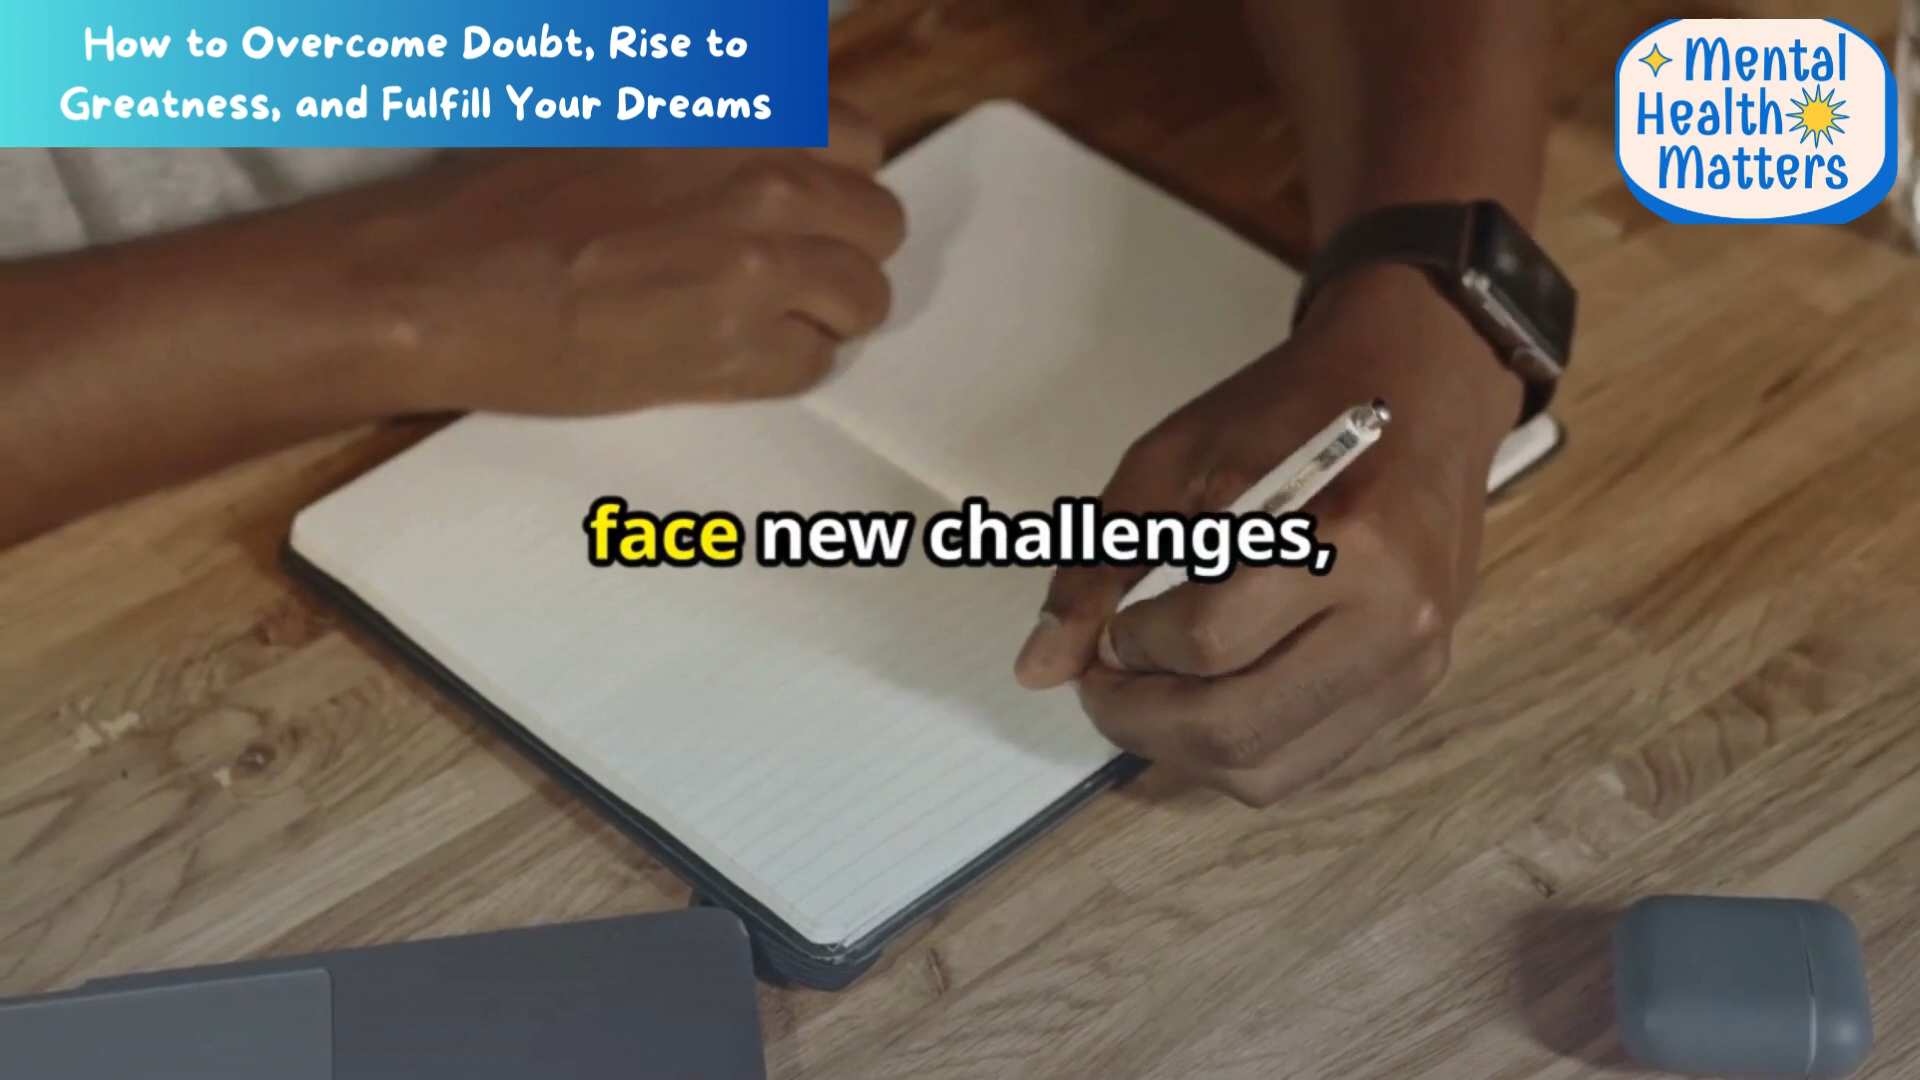 How to Overcome Doubt, Rise to
Greatness, and Fulfill Your Dreams
Mental
Health
Matters
face new challenges,